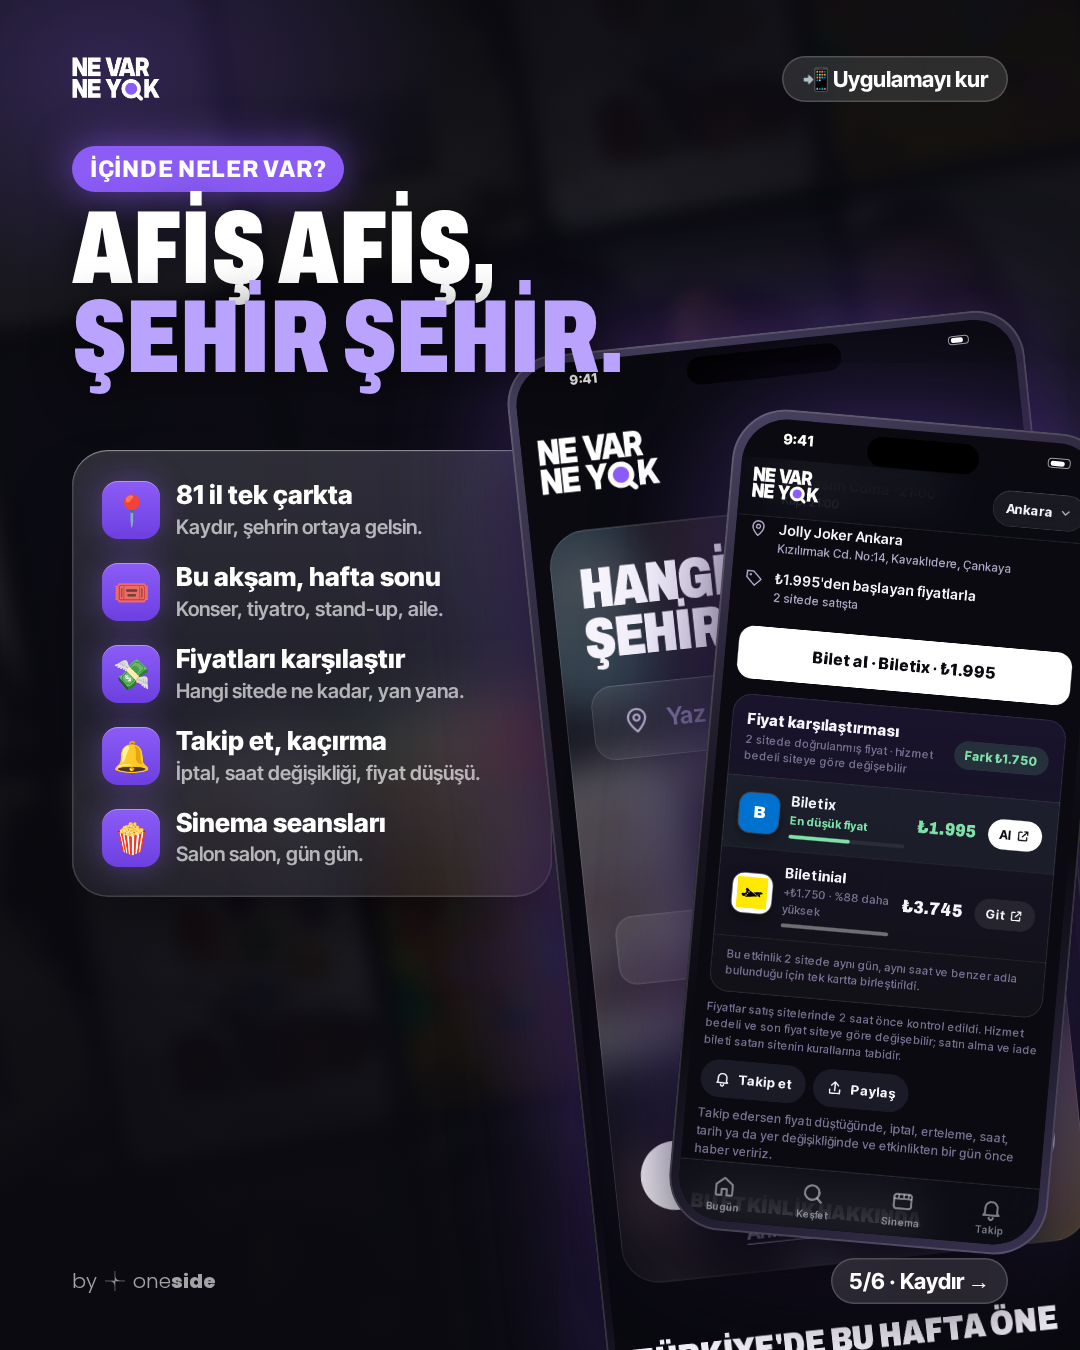 NE VAR
NE YOK
📲 Uygulamayı kur
İÇİNDE NELER VAR?
AFİŞ AFİŞ,
ŞEHİR ŞEHİR.
📍 81 il tek çarkta
Kaydır, şehrin ortaya gelsin.
🎟️ Bu akşam, hafta sonu
Konser, tiyatro, stand-up, aile.
💸 Fiyatları karşılaştır
Hangi sitede ne kadar, yan yana.
🔔 Takip et, kaçırma
İptal, saat değişikliği, fiyat düşüşü.
🍿 Sinema seansları
Salon salon, gün gün.
9:41
NE VAR
NE YOK
HANGİ
ŞEHİR
Yaz
9:41
NE VAR
NE YOK
Ankara
Jolly Joker Ankara
Kızılırmak Cd. No:14, Kavaklıdere, Çankaya
₺1.995'den başlayan fiyatlarla
2 sitede satışta
Bilet al · Biletix · ₺1.995
Fiyat karşılaştırması
2 sitede doğrulanmış fiyat · hizmet
bedeli siteye göre değişebilir
Fark ₺1.750
B
Biletix
En düşük fiyat
₺1.995
Al
Biletinial
+₺1.750 · %88 daha
yüksek
₺3.745
Git
Bu etkinlik 2 sitede aynı gün, aynı saat ve benzer adla
bulunduğu için tek kartta birleştirildi.
Fiyatlar satış sitelerinde 2 saat önce kontrol edildi. Hizmet
bedeli ve son fiyat siteye göre değişebilir; satın alma ve iade
bileti satan sitenin kurallarına tabidir.
Takip et
Paylaş
Takip edersen fiyatı düştüğünde, iptal, erteleme, saat,
tarih ya da yer değişikliğinde ve etkinlikten bir gün önce
haber veririz.
Bugün
Keşfet
Sinema
Takip
by oneside
5/6 · Kaydır →
TÜRKİYE'DE BU HAFTA ÖNE